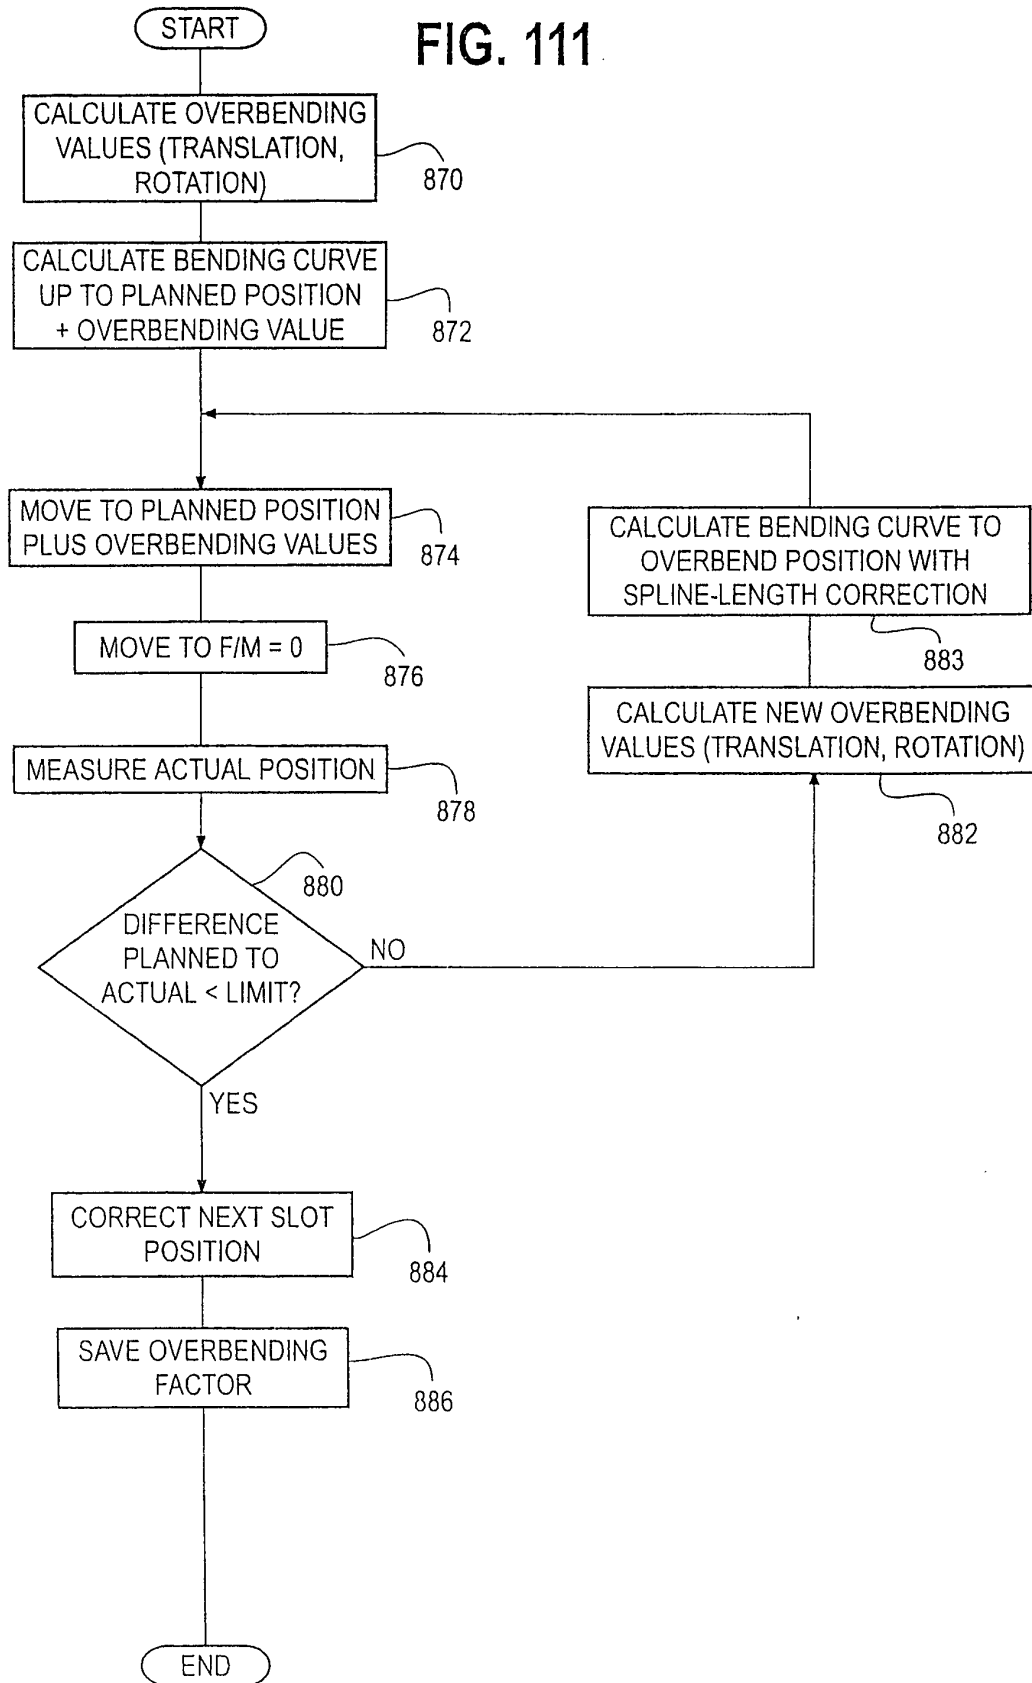 START
FIG. 111
CALCULATE OVERBENDING
VALUES (TRANSLATION,
ROTATION)
870
CALCULATE BENDING CURVE
UP TO PLANNED POSITION
+ OVERBENDING VALUE
872
MOVE TO PLANNED POSITION
PLUS OVERBENDING VALUES
874
MOVE TO F/M = 0
876
MEASURE ACTUAL POSITION
878
880
DIFFERENCE
PLANNED TO
ACTUAL < LIMIT?
NO
YES
CALCULATE BENDING CURVE TO
OVERBEND POSITION WITH
SPLINE-LENGTH CORRECTION
883
CALCULATE NEW OVERBENDING
VALUES (TRANSLATION, ROTATION)
882
CORRECT NEXT SLOT
POSITION
884
SAVE OVERBENDING
FACTOR
886
END